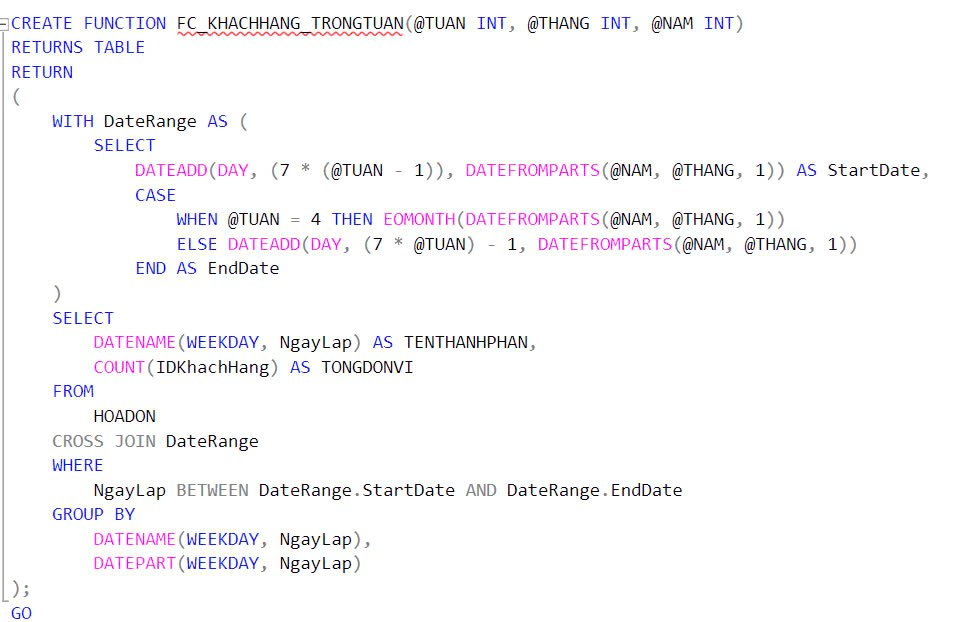 CREATE FUNCTION FC_KHACHHANG_TRONGTUAN(@TUAN INT, @THANG INT, @NAM INT)
RETURNS TABLE
RETURN
(
    WITH DateRange AS (
        SELECT
            DATEADD(DAY, (7 * (@TUAN - 1)), DATEFROMPARTS(@NAM, @THANG, 1)) AS StartDate,
            CASE
                WHEN @TUAN = 4 THEN EOMONTH(DATEFROMPARTS(@NAM, @THANG, 1))
                ELSE DATEADD(DAY, (7 * @TUAN) - 1, DATEFROMPARTS(@NAM, @THANG, 1))
            END AS EndDate
    )
    SELECT
        DATENAME(WEEKDAY, NgayLap) AS TENTHANHPHAN,
        COUNT(IDKhachHang) AS TONGDONVI
    FROM
        HOADON
    CROSS JOIN DateRange
    WHERE
        NgayLap BETWEEN DateRange.StartDate AND DateRange.EndDate
    GROUP BY
        DATENAME(WEEKDAY, NgayLap),
        DATEPART(WEEKDAY, NgayLap)
);
GO